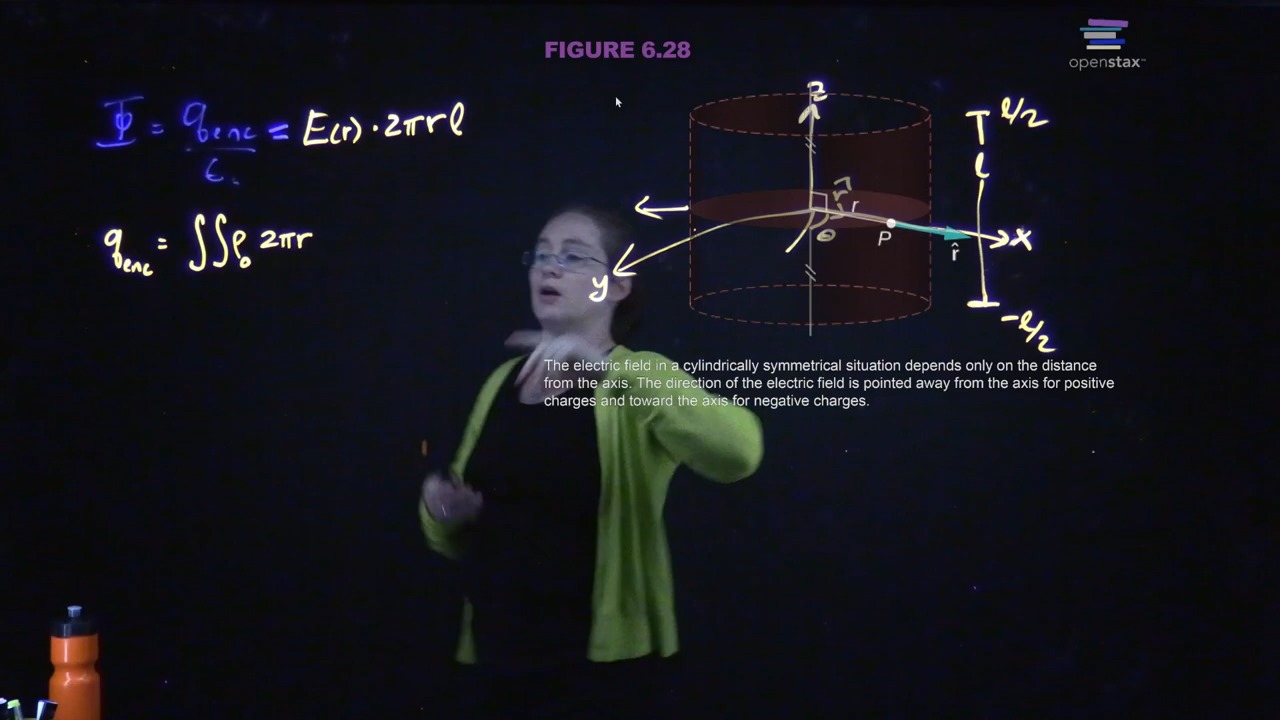 FIGURE 6.28
openstax™
Φ = q_enc/ε₀ = E(r) · 2πrℓ
q_enc = ∫∫ρ₀ 2πr
z
T ℓ/2
ℓ
r̂
r
θ
P
r̂
x
y
-ℓ/2
The electric field in a cylindrically symmetrical situation depends only on the distance
from the axis. The direction of the electric field is pointed away from the axis for positive
charges and toward the axis for negative charges.